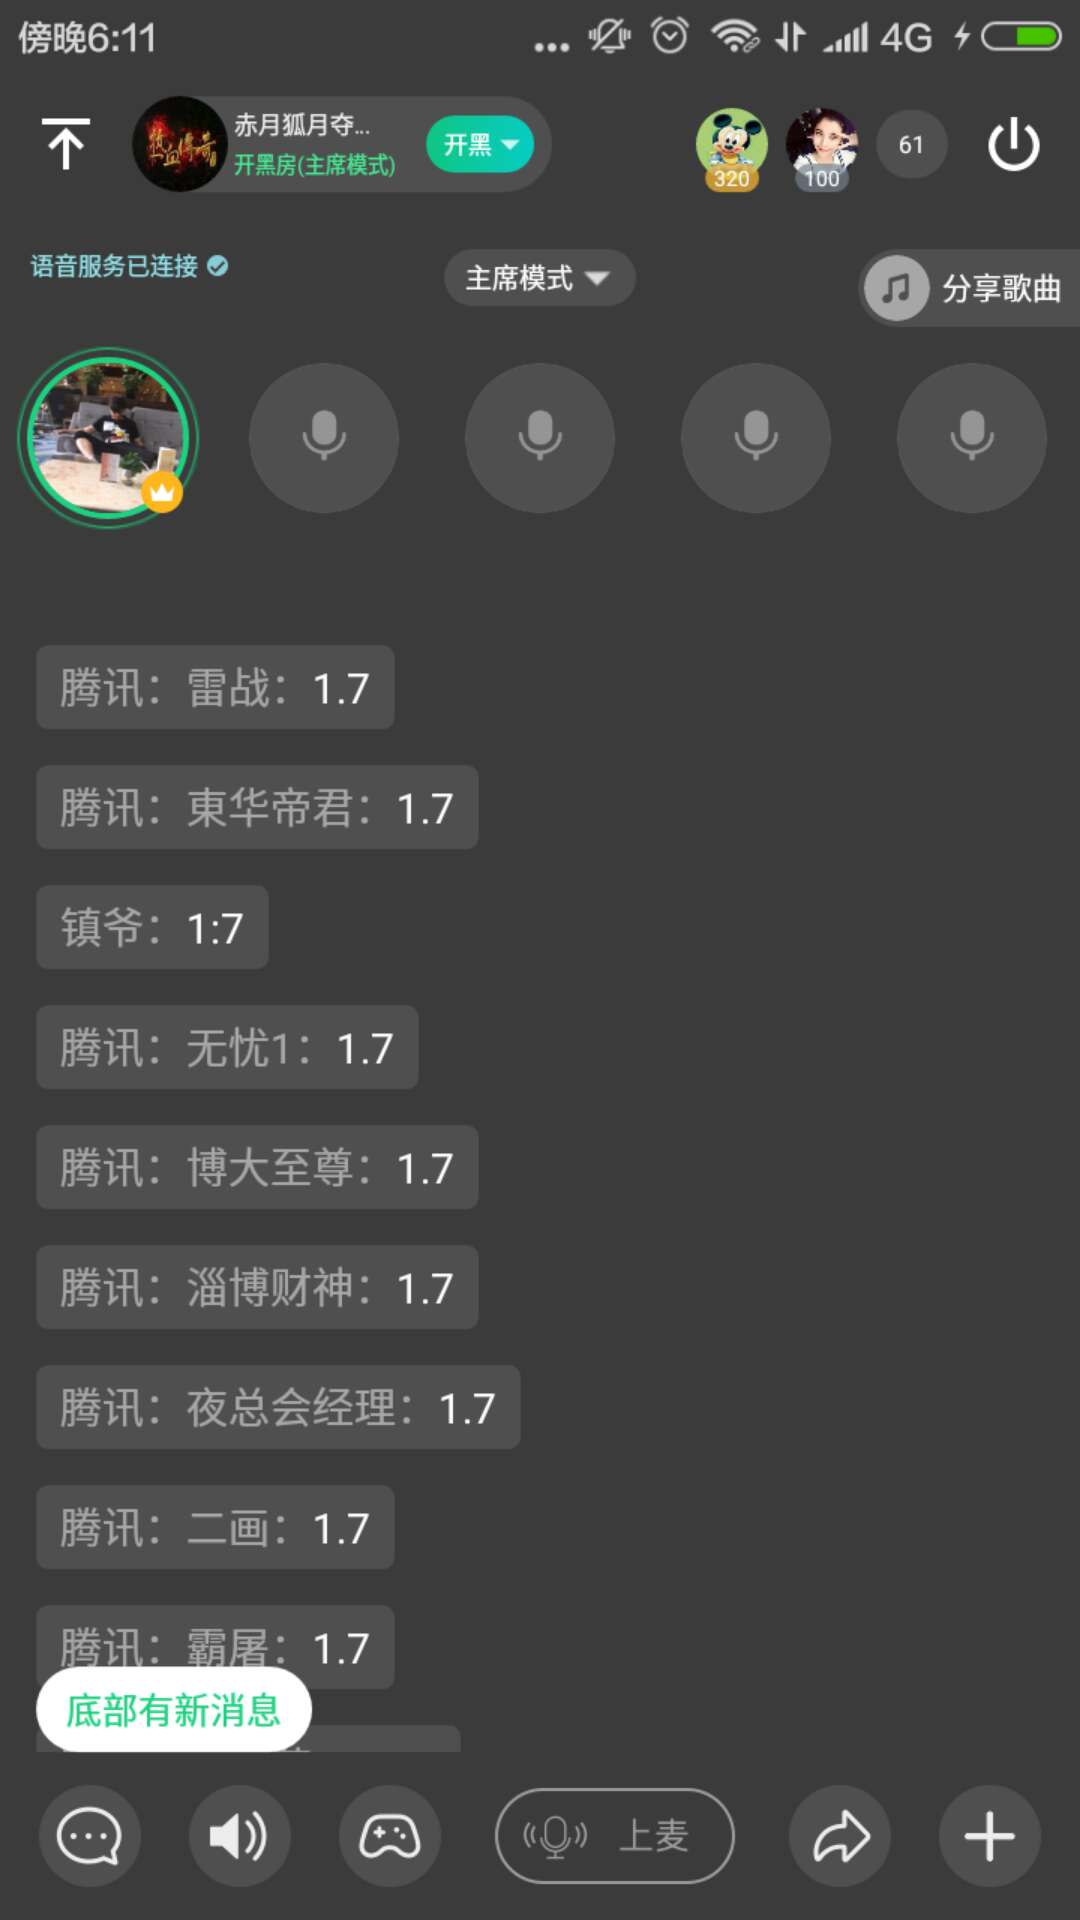 傍晚6:11
4G
赤月狐月夺...
热血传奇
开黑房(主席模式)
开黑
320
100
61
语音服务已连接
主席模式
分享歌曲
腾讯：雷战：1.7
腾讯：東华帝君：1.7
镇爷：1:7
腾讯：无忧1：1.7
腾讯：博大至尊：1.7
腾讯：淄博财神：1.7
腾讯：夜总会经理：1.7
腾讯：二画：1.7
腾讯：霸屠：1.7
底部有新消息
上麦